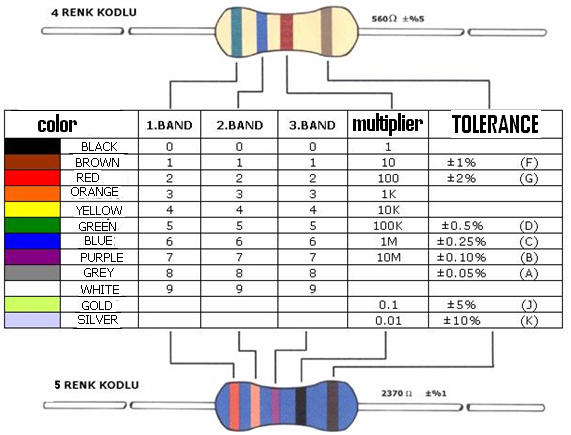 4 RENK KODLU
560Ω ±%5
color 1.BAND 2.BAND 3.BAND multiplier TOLERANCE
BLACK 0 0 0 1
BROWN 1 1 1 10 ±1% (F)
RED 2 2 2 100 ±2% (G)
ORANGE 3 3 3 1K
YELLOW 4 4 4 10K
GREEN 5 5 5 100K ±0.5% (D)
BLUE 6 6 6 1M ±0.25% (C)
PURPLE 7 7 7 10M ±0.10% (B)
GREY 8 8 8 ±0.05% (A)
WHITE 9 9 9
GOLD 0.1 ±5% (J)
SILVER 0.01 ±10% (K)
5 RENK KODLU
2370 Ω ±%1